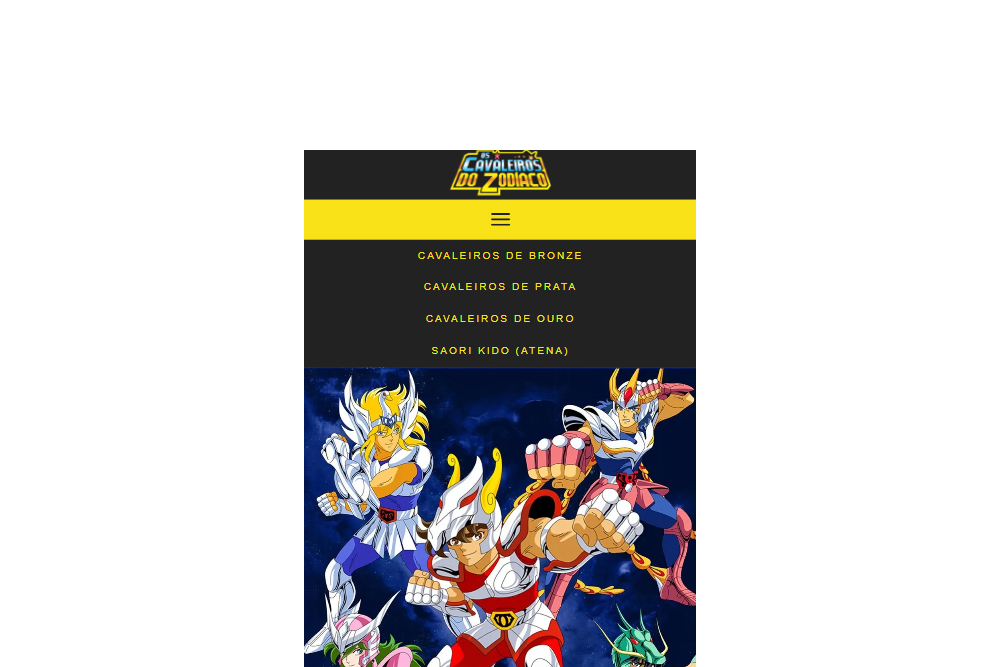 OS
CAVALEIROS
DO ZODÍACO
CAVALEIROS DE BRONZE
CAVALEIROS DE PRATA
CAVALEIROS DE OURO
SAORI KIDO (ATENA)